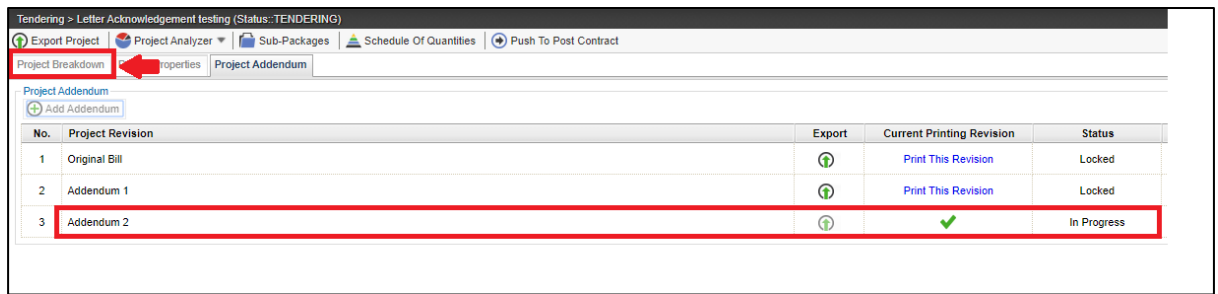 Tendering > Letter Acknowledgement testing (Status::TENDERING)
Export Project Project Analyzer Sub-Packages Schedule Of Quantities Push To Post Contract
Project Breakdown roperties Project Addendum
Project Addendum
Add Addendum
No. Project Revision Export Current Printing Revision Status
1 Original Bill Print This Revision Locked
2 Addendum 1 Print This Revision Locked
3 Addendum 2 In Progress